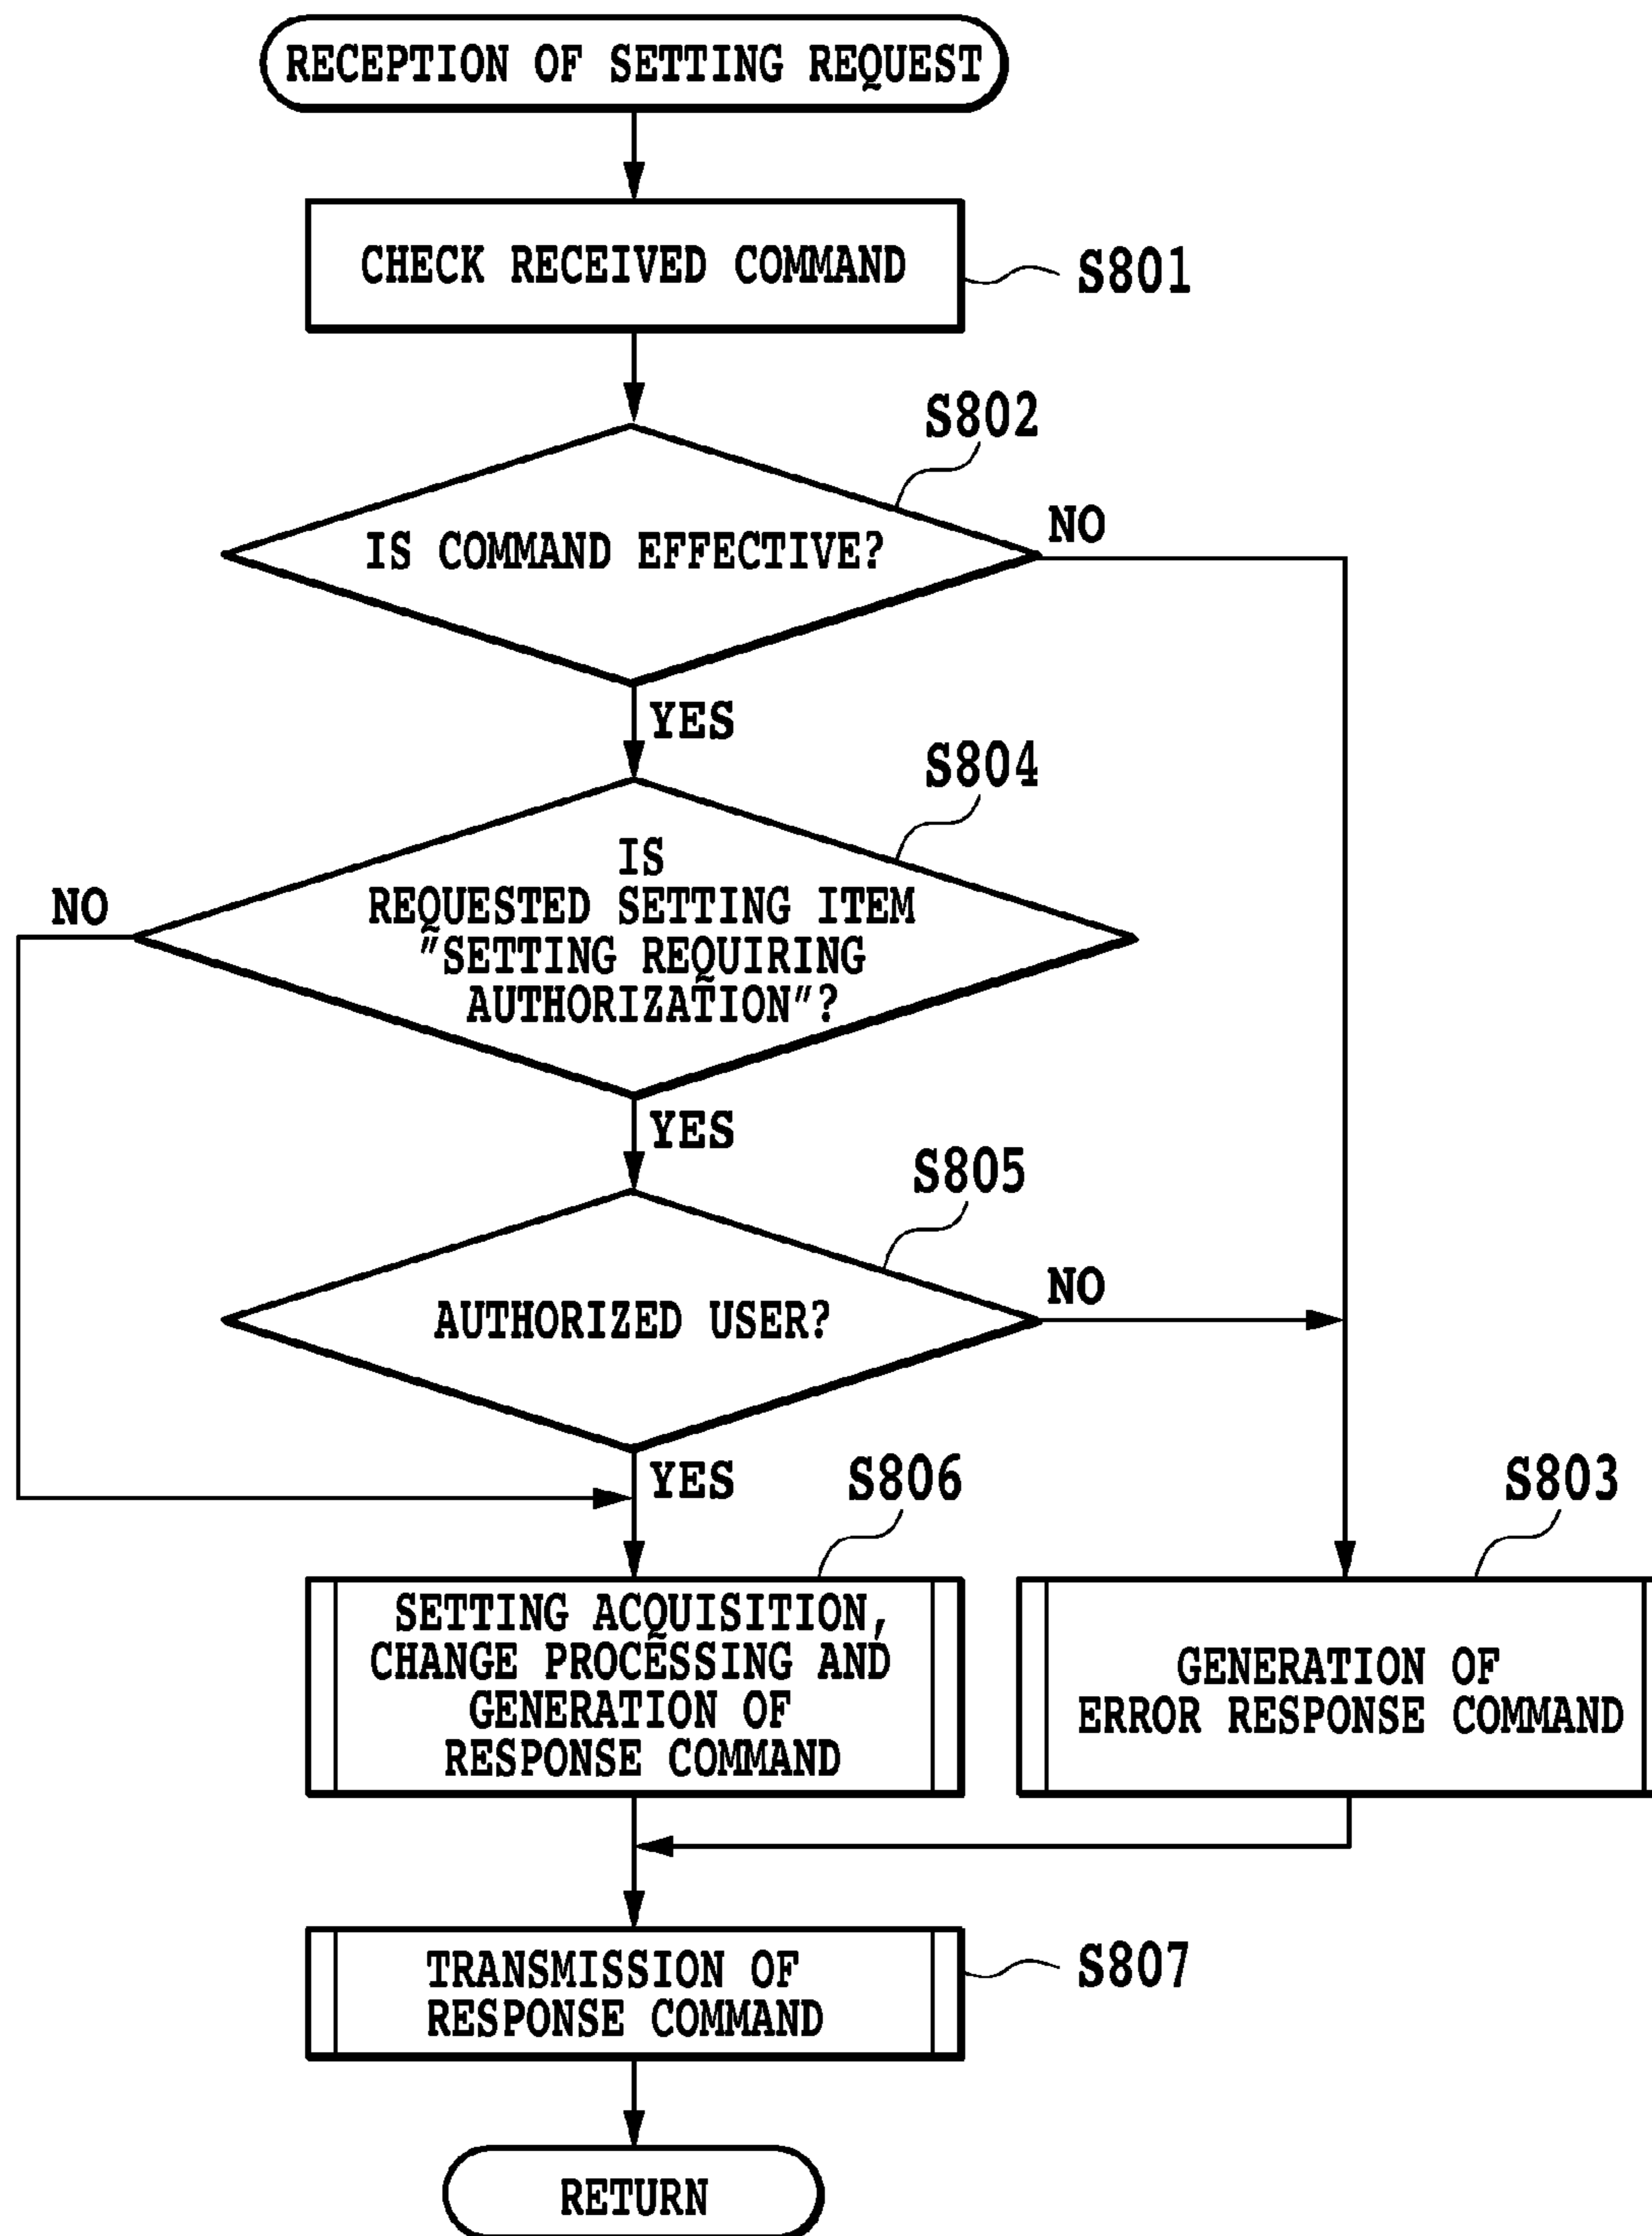 RECEPTION OF SETTING REQUEST
CHECK RECEIVED COMMAND
S801
S802
IS COMMAND EFFECTIVE?
NO
YES
S804
IS
REQUESTED SETTING ITEM
"SETTING REQUIRING
AUTHORIZATION"?
NO
YES
S805
AUTHORIZED USER?
NO
YES
S806
SETTING ACQUISITION,
CHANGE PROCESSING AND
GENERATION OF
RESPONSE COMMAND
S803
GENERATION OF
ERROR RESPONSE COMMAND
TRANSMISSION OF
RESPONSE COMMAND
S807
RETURN